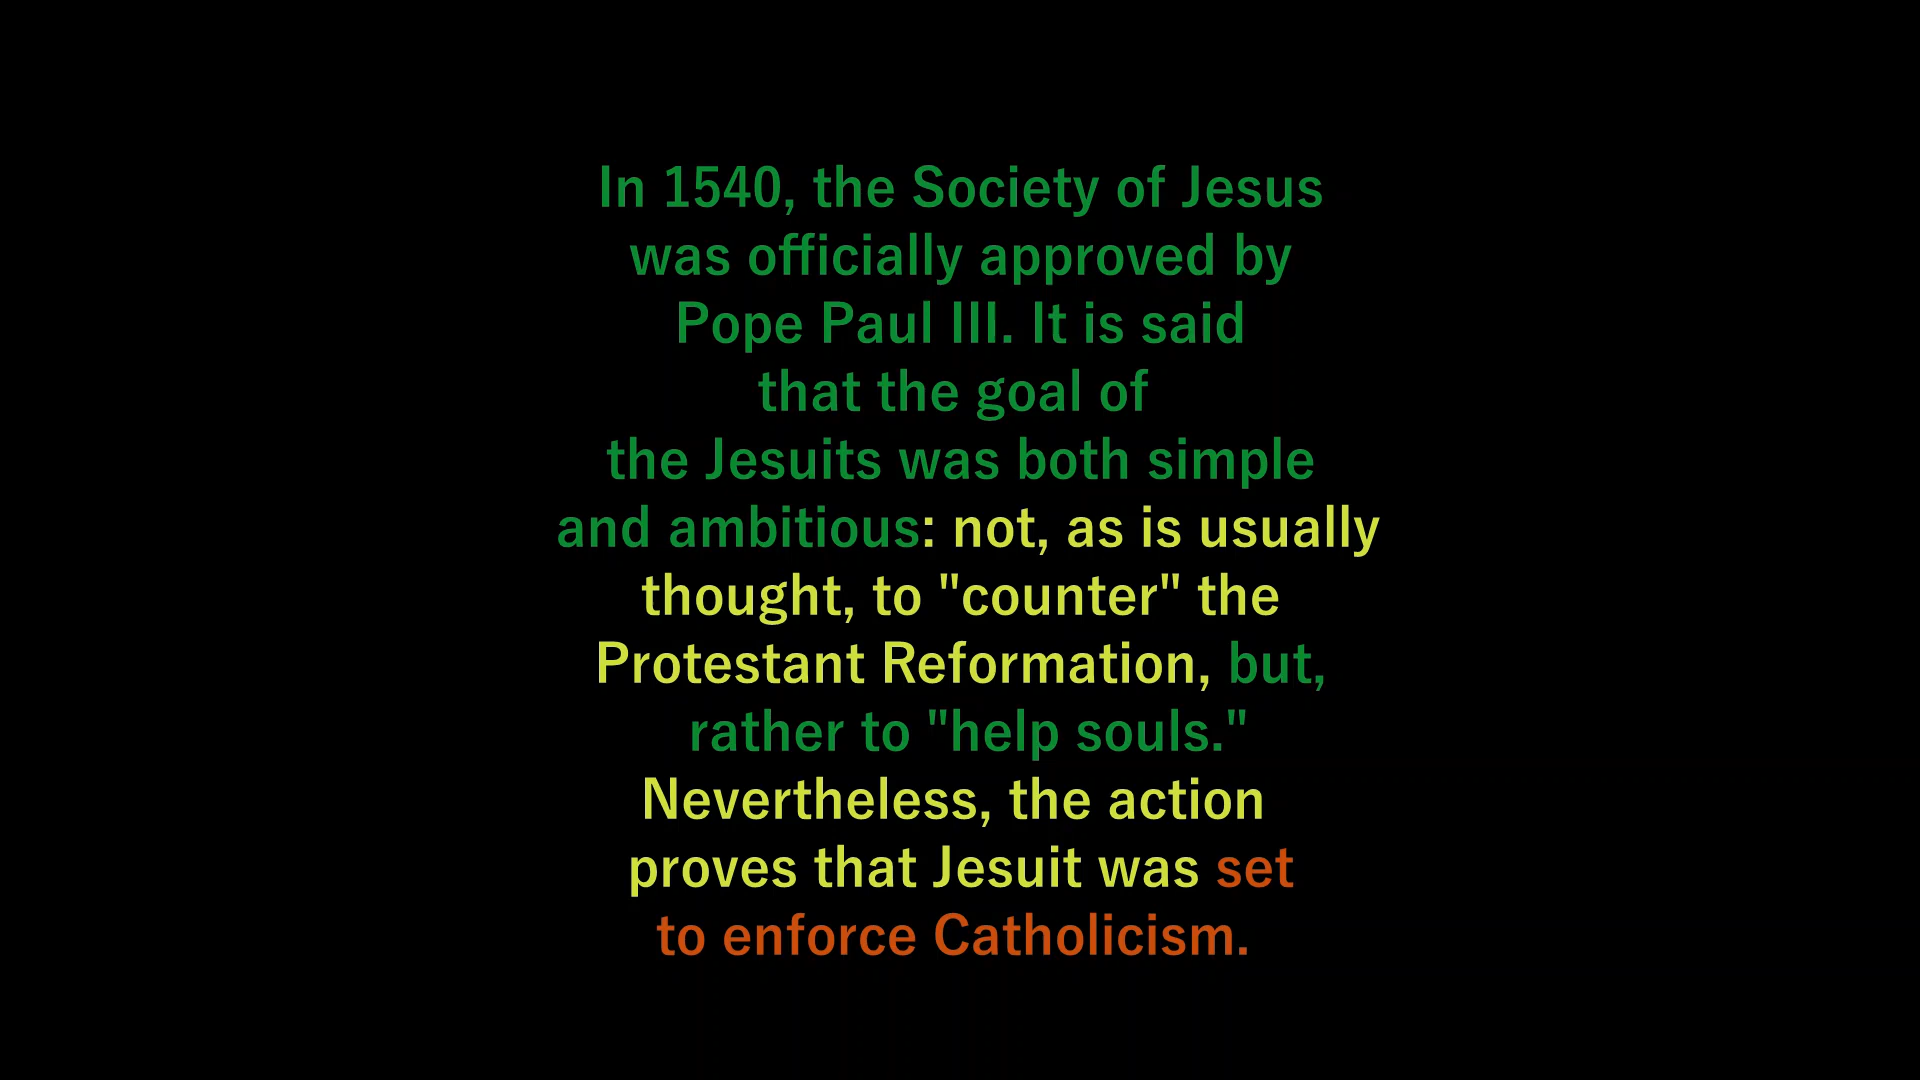 In 1540, the Society of Jesus
was officially approved by
Pope Paul III. It is said
that the goal of
the Jesuits was both simple
and ambitious: not, as is usually
thought, to "counter" the
Protestant Reformation, but,
rather to "help souls."
Nevertheless, the action
proves that Jesuit was set
to enforce Catholicism.